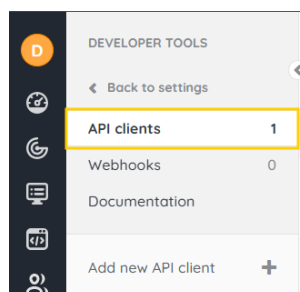 D
DEVELOPER TOOLS
Back to settings
API clients 1
Webhooks 0
Documentation
Add new API client +